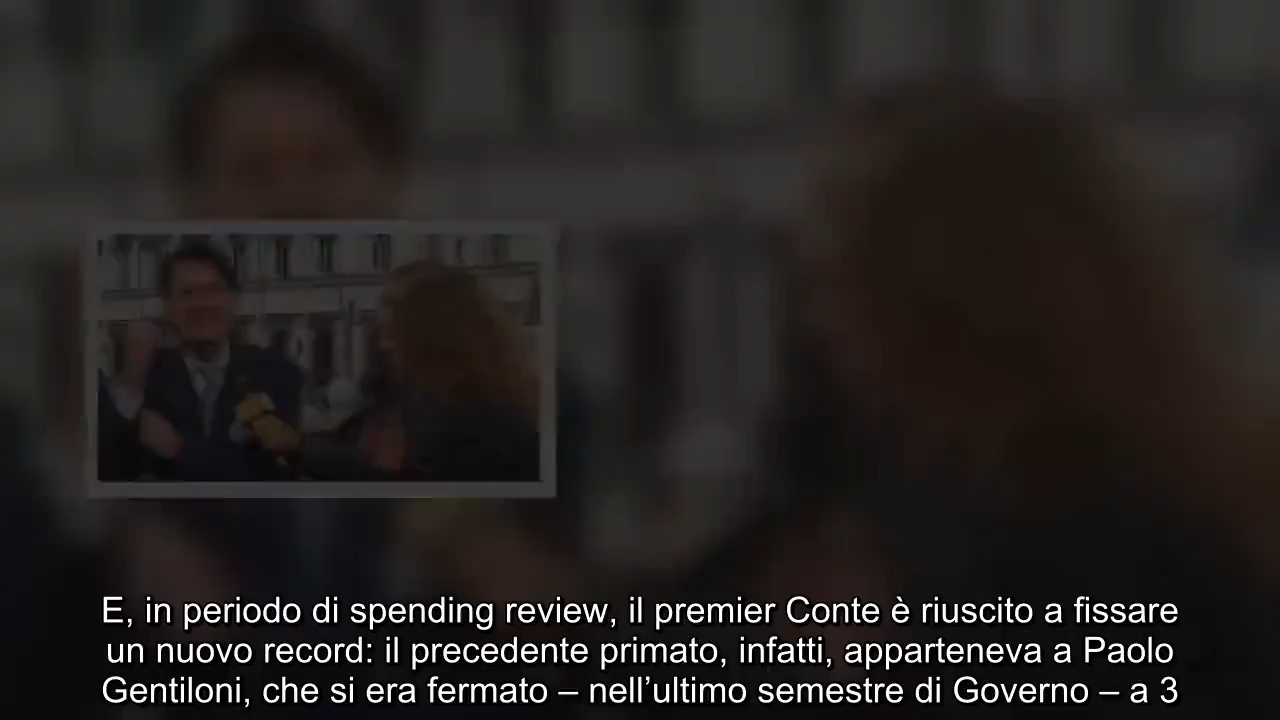 E, in periodo di spending review, il premier Conte è riuscito a fissare
un nuovo record: il precedente primato, infatti, apparteneva a Paolo
Gentiloni, che si era fermato – nell’ultimo semestre di Governo – a 3